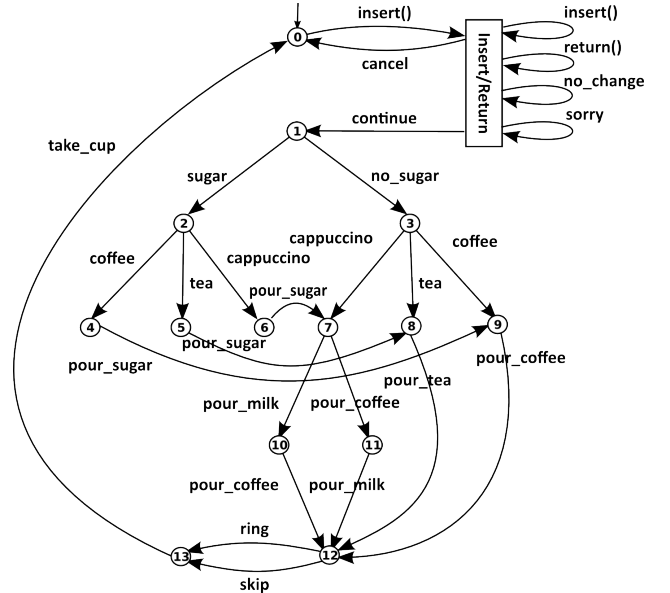 insert()
insert()
0
return()
cancel
Insert/Return
no_change
continue
sorry
1
take_cup
sugar
no_sugar
2
3
cappuccino
coffee
coffee
cappuccino
tea
tea
pour_sugar
4
5
6
7
8
9
pour_sugar
pour_sugar
pour_coffee
pour_tea
pour_milk
pour_coffee
10
11
pour_coffee
pour_milk
ring
13
12
skip